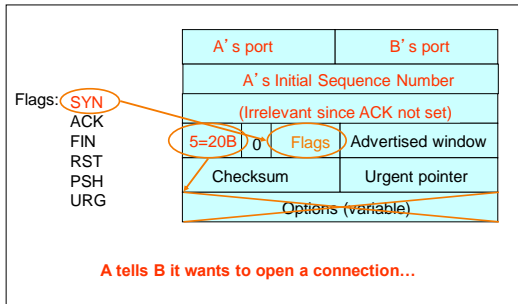 A's port B's port
A's Initial Sequence Number
Flags: SYN (Irrelevant since ACK not set)
ACK
FIN 5=20B 0 Flags Advertised window
RST
PSH Checksum Urgent pointer
URG
Options (variable)
A tells B it wants to open a connection…